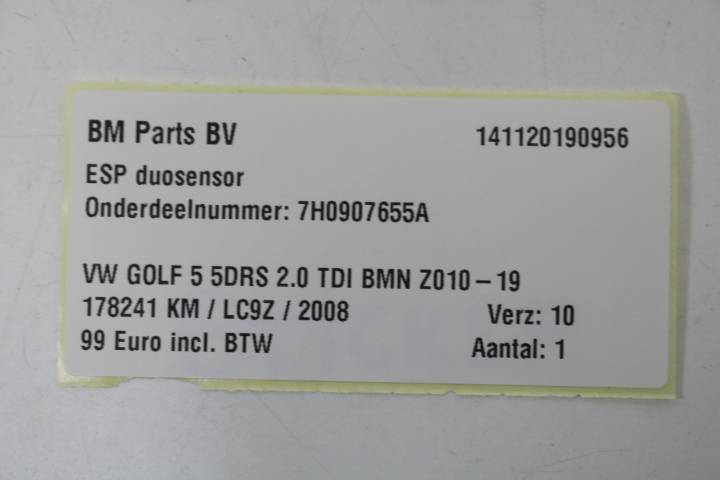 BM Parts BV 141120190956
ESP duosensor
Onderdeelnummer: 7H0907655A
VW GOLF 5 5DRS 2.0 TDI BMN Z010 – 19
178241 KM / LC9Z / 2008 Verz: 10
99 Euro incl. BTW Aantal: 1